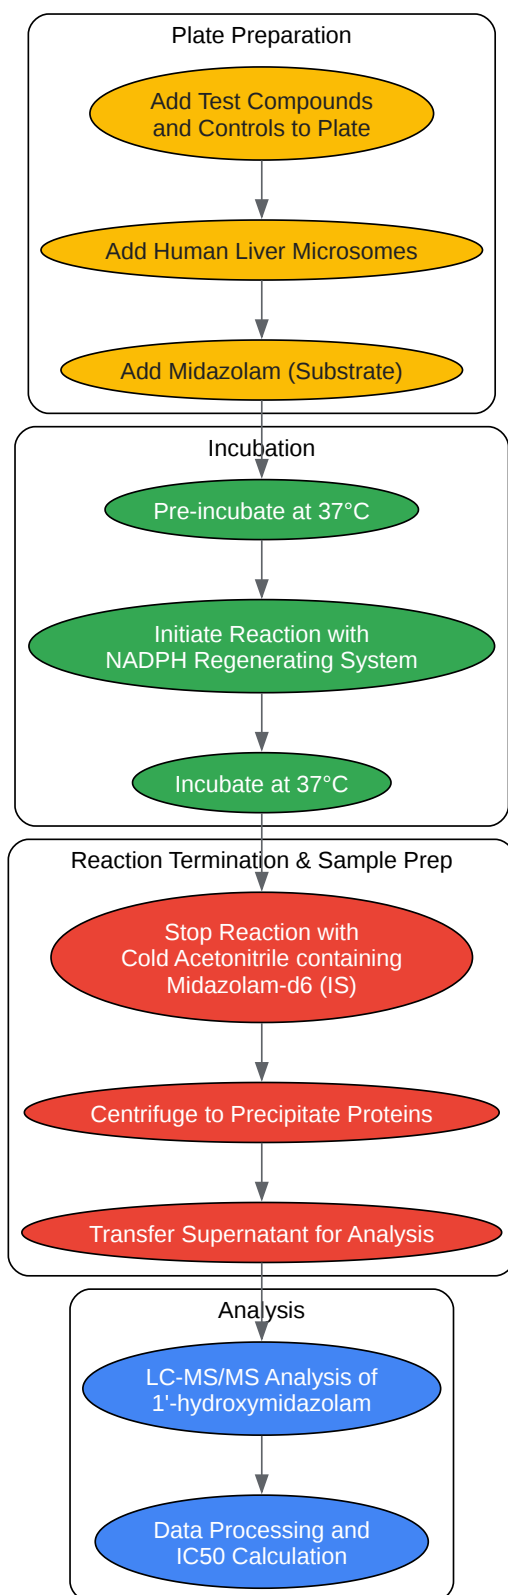 Plate Preparation
Add Test Compounds
and Controls to Plate
Add Human Liver Microsomes
Add Midazolam (Substrate)
Incubation
Pre-incubate at 37°C
Initiate Reaction with
NADPH Regenerating System
Incubate at 37°C
Reaction Termination & Sample Prep
Stop Reaction with
Cold Acetonitrile containing
Midazolam-d6 (IS)
Centrifuge to Precipitate Proteins
Transfer Supernatant for Analysis
Analysis
LC-MS/MS Analysis of
1'-hydroxymidazolam
Data Processing and
IC50 Calculation